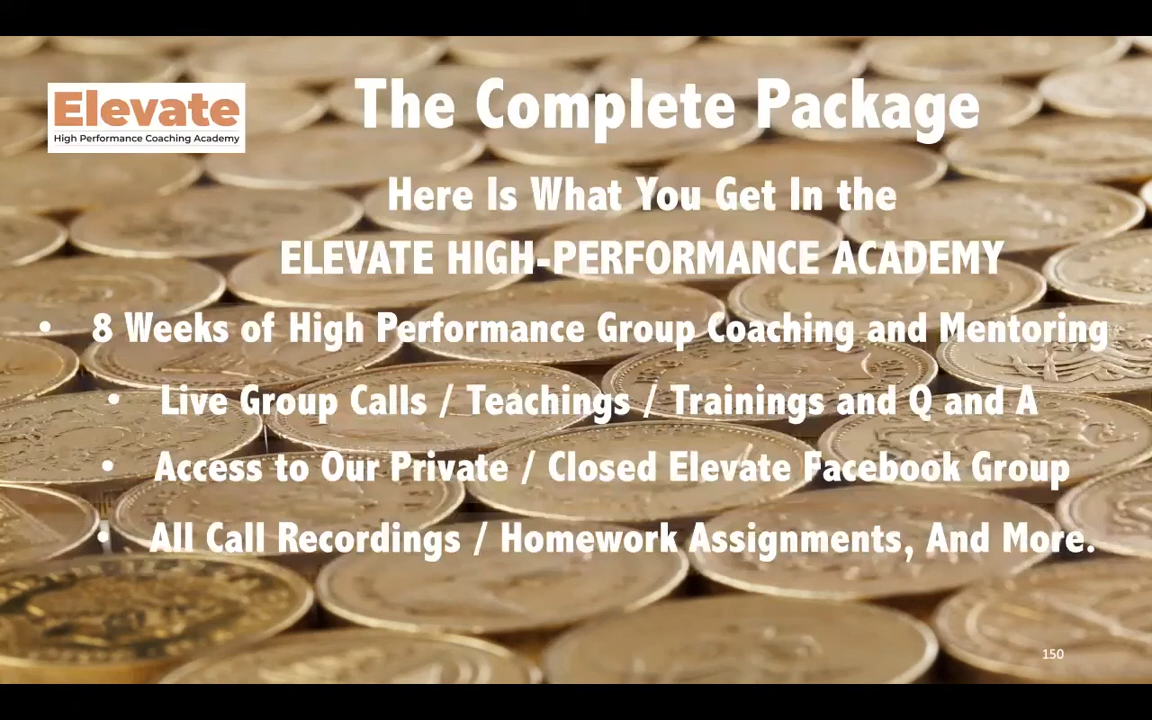 Elevate
High Performance Coaching Academy
The Complete Package
Here Is What You Get In the
ELEVATE HIGH-PERFORMANCE ACADEMY
• 8 Weeks of High Performance Group Coaching and Mentoring
• Live Group Calls / Teachings / Trainings and Q and A
• Access to Our Private / Closed Elevate Facebook Group
• All Call Recordings / Homework Assignments, And More.
150